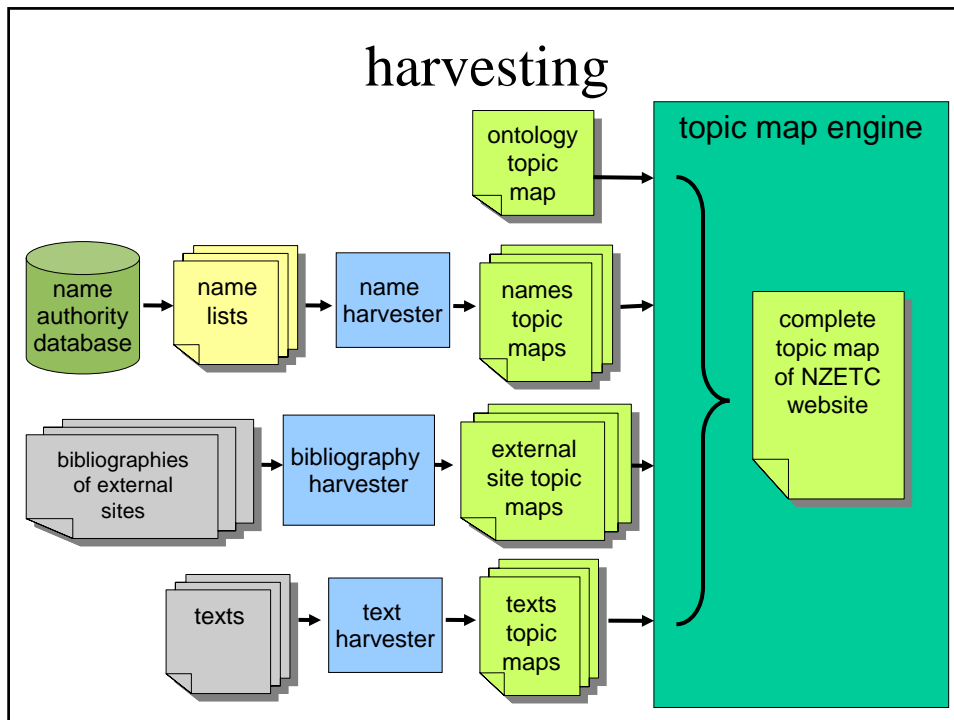 harvesting
ontology
topic
map
topic map engine
name
authority
database
name
lists
name
harvester
names
topic
maps
complete
topic map
of NZETC
website
bibliographies
of external
sites
bibliography
harvester
external
site topic
maps
texts
text
harvester
texts
topic
maps